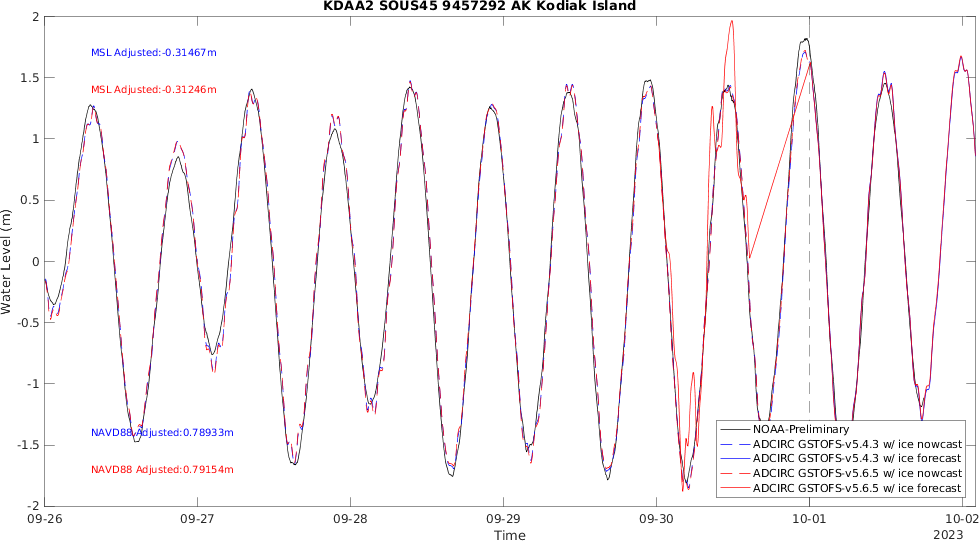 KDAA2 SOUS45 9457292 AK Kodiak Island
MSL Adjusted:-0.31467m
MSL Adjusted:-0.31246m
NAVD88 Adjusted:0.78933m
NAVD88 Adjusted:0.79154m
Water Level (m)
2
1.5
1
0.5
0
-0.5
-1
-1.5
-2
NOAA-Preliminary
ADCIRC GSTOFS-v5.4.3 w/ ice nowcast
ADCIRC GSTOFS-v5.4.3 w/ ice forecast
ADCIRC GSTOFS-v5.6.5 w/ ice nowcast
ADCIRC GSTOFS-v5.6.5 w/ ice forecast
09-26 09-27 09-28 09-29 09-30 10-01 10-02
Time
2023